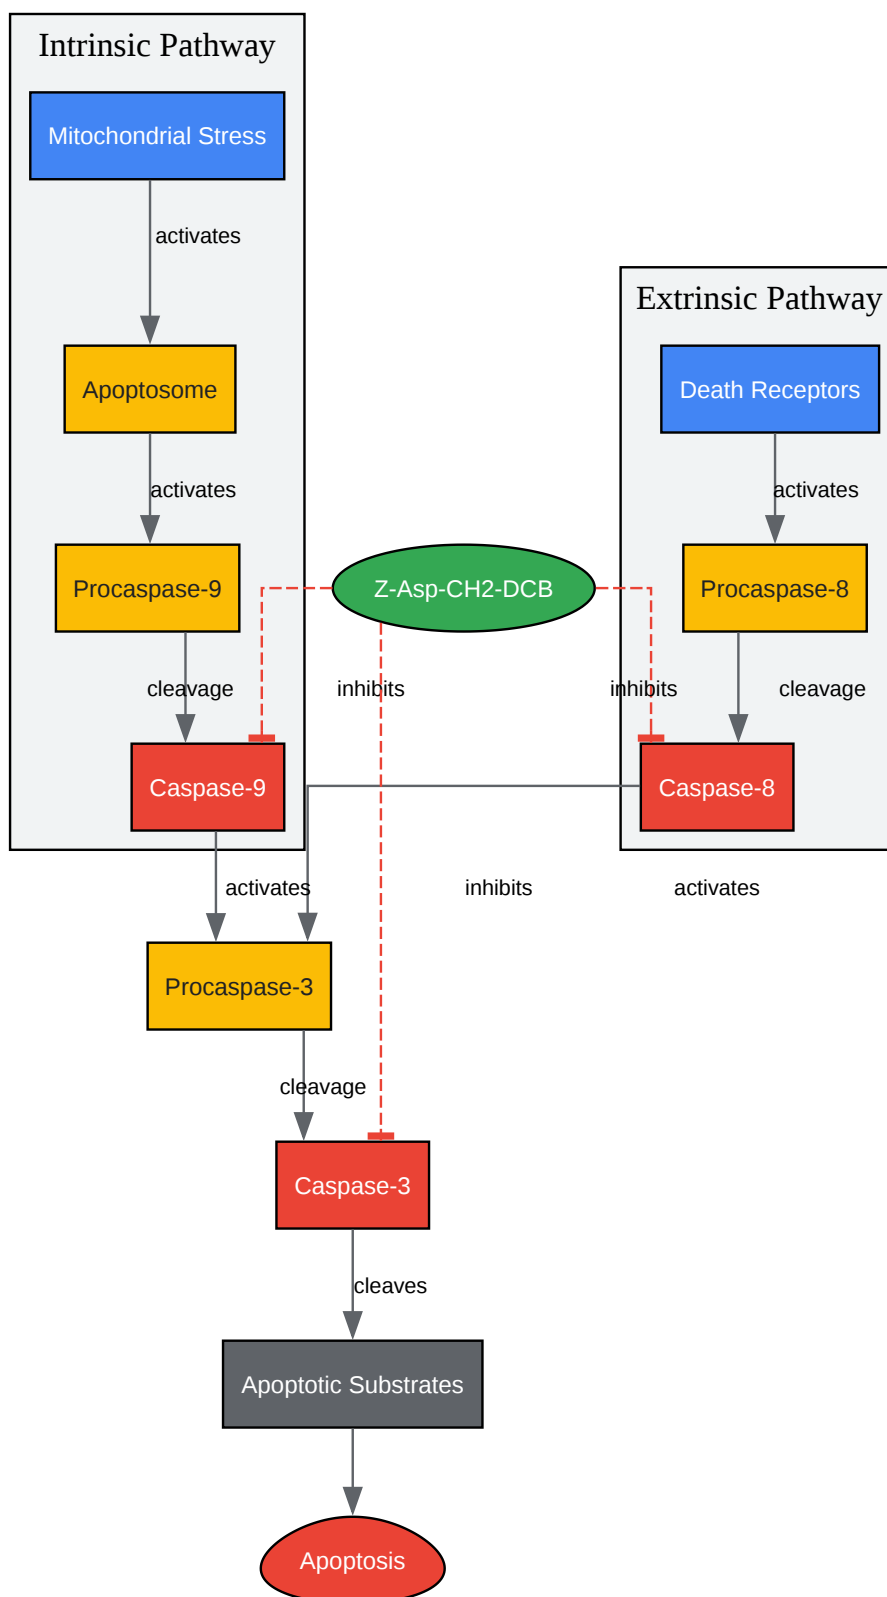 Intrinsic Pathway
Mitochondrial Stress
activates
Extrinsic Pathway
Apoptosome
Death Receptors
activates
activates
Procaspase-9
Z-Asp-CH2-DCB
Procaspase-8
cleavage
inhibits
inhibits
cleavage
Caspase-9
Caspase-8
activates
inhibits
activates
Procaspase-3
cleavage
Caspase-3
cleaves
Apoptotic Substrates
Apoptosis